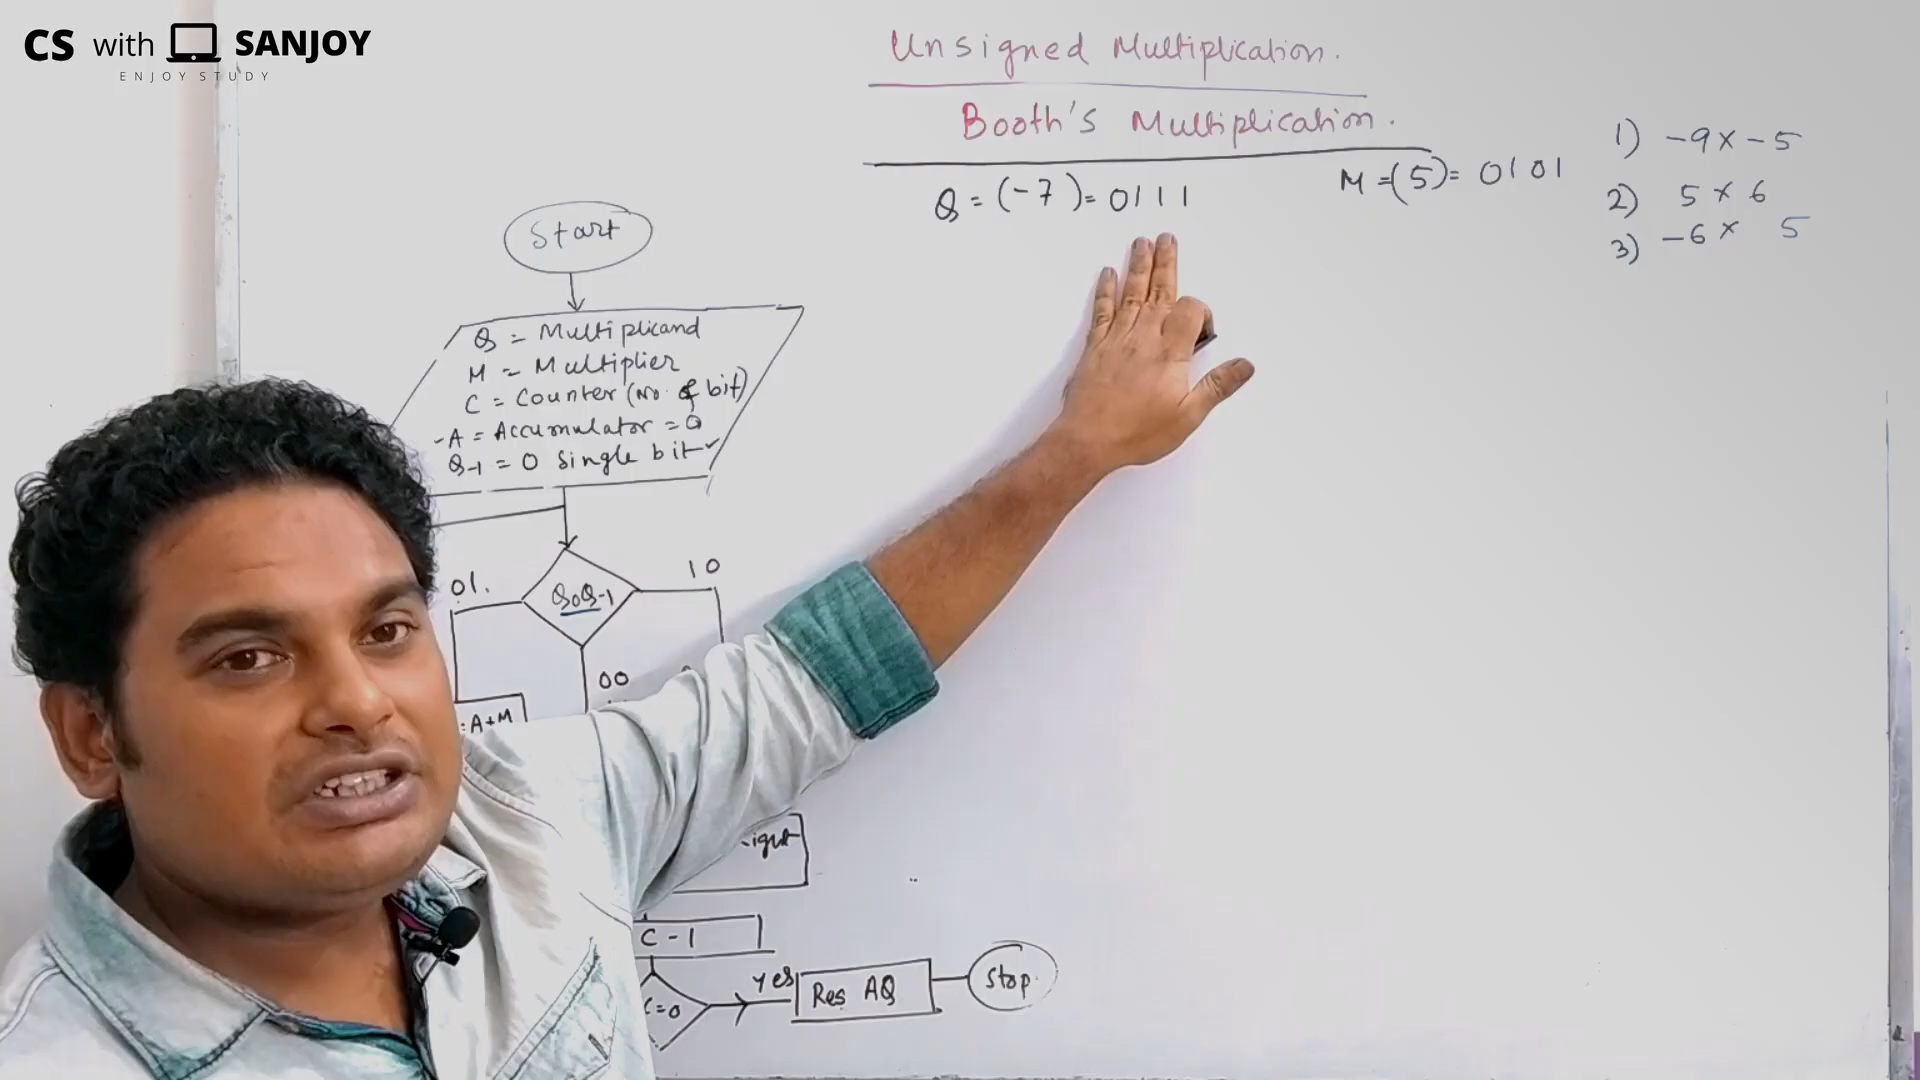 CS with SANJOY
ENJOY STUDY
Unsigned Multiplication.
Booth's Multiplication.
Q = (-7) = 0111
M = (5) = 0101
1) -9 x -5
2) 5 x 6
3) -6 x 5
Start
Q = Multiplicand
M = Multiplier
C = Counter (No. of bit)
- A = Accumulator = 0
Q-1 = 0 Single bit ✓
01.
Q0Q-1
10
00
: A+M
C - 1
C=0
yes
Res AQ
Stop.